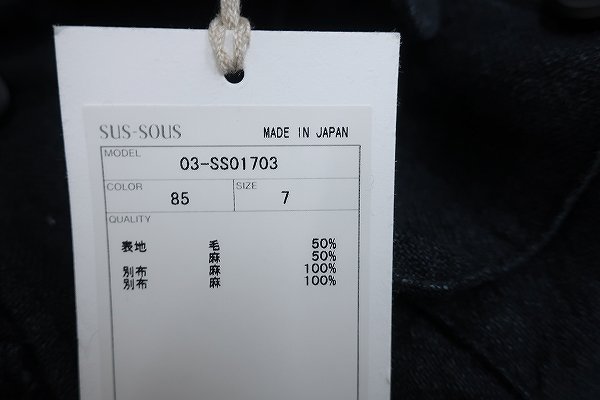 SUS-SOUS MADE IN JAPAN
MODEL
03-SS01703
COLOR SIZE
85 7
QUALITY
表地 毛 50%
麻 50%
別布 麻 100%
別布 麻 100%